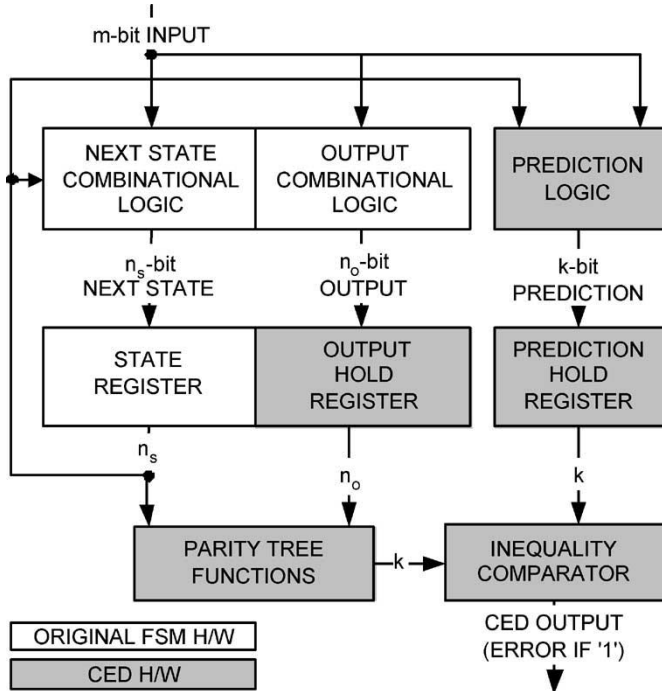 m-bit INPUT
NEXT STATE
COMBINATIONAL
LOGIC
OUTPUT
COMBINATIONAL
LOGIC
PREDICTION
LOGIC
ns-bit
NEXT STATE
no-bit
OUTPUT
k-bit
PREDICTION
STATE
REGISTER
OUTPUT
HOLD
REGISTER
PREDICTION
HOLD
REGISTER
ns
no
k
PARITY TREE
FUNCTIONS
k
INEQUALITY
COMPARATOR
ORIGINAL FSM H/W
CED H/W
CED OUTPUT
(ERROR IF '1')